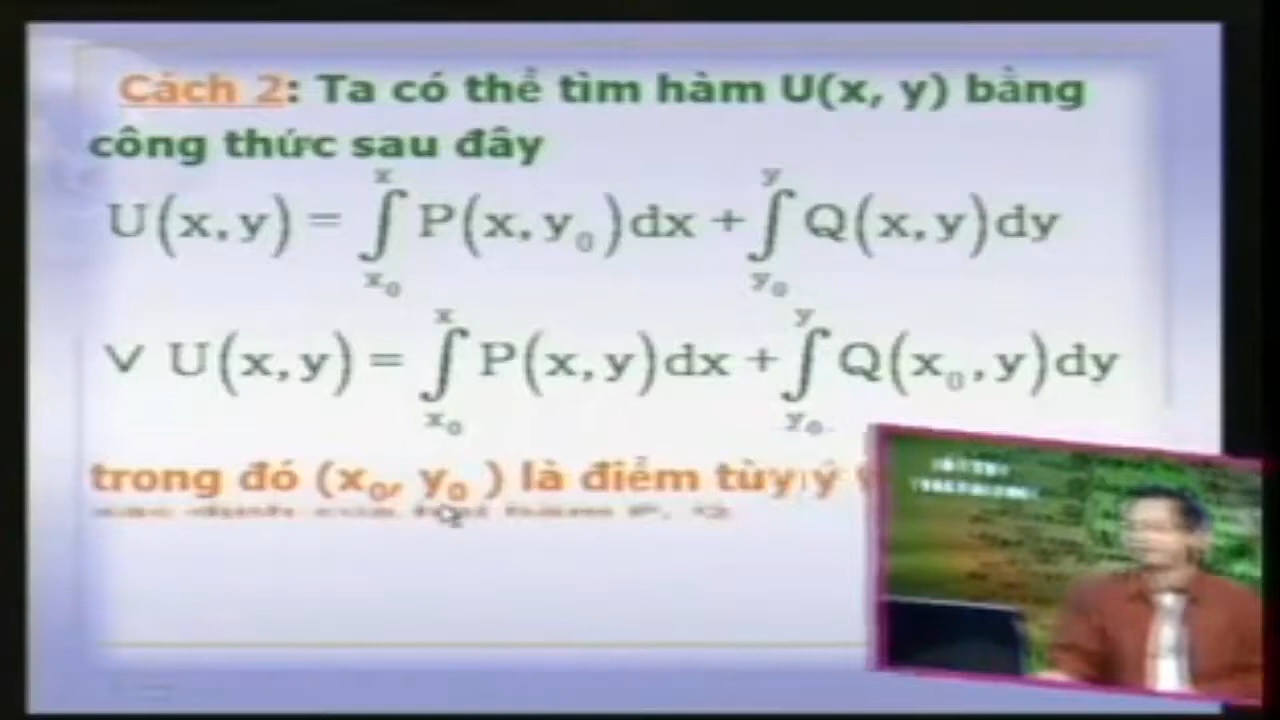 Cách 2: Ta có thể tìm hàm U(x, y) bằng
công thức sau đây
U(x,y) = ∫_{x₀}^{x} P(x,y₀)dx + ∫_{y₀}^{y} Q(x,y)dy
∨ U(x,y) = ∫_{x₀}^{x} P(x,y)dx + ∫_{y₀}^{y} Q(x₀,y)dy
trong đó (x₀, y₀ ) là điểm tùy ý